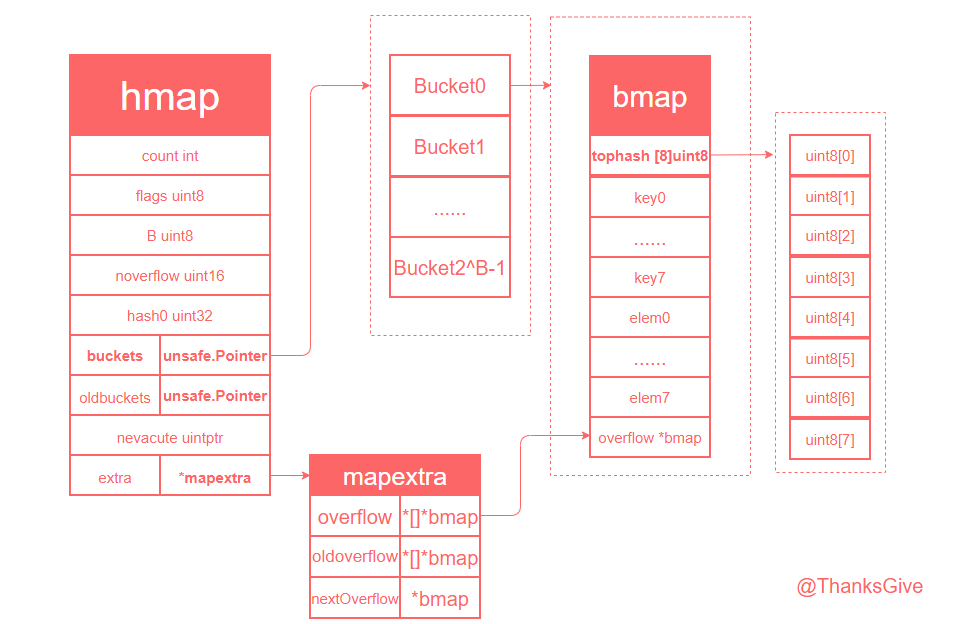 hmap
count int
flags uint8
B uint8
noverflow uint16
hash0 uint32
buckets unsafe.Pointer
oldbuckets unsafe.Pointer
nevacute uintptr
extra *mapextra
Bucket0
Bucket1
......
Bucket2^B-1
bmap
tophash [8]uint8
key0
......
key7
elem0
......
elem7
overflow *bmap
uint8[0]
uint8[1]
uint8[2]
uint8[3]
uint8[4]
uint8[5]
uint8[6]
uint8[7]
mapextra
overflow *[]*bmap
oldoverflow *[]*bmap
nextOverflow *bmap
@ThanksGive